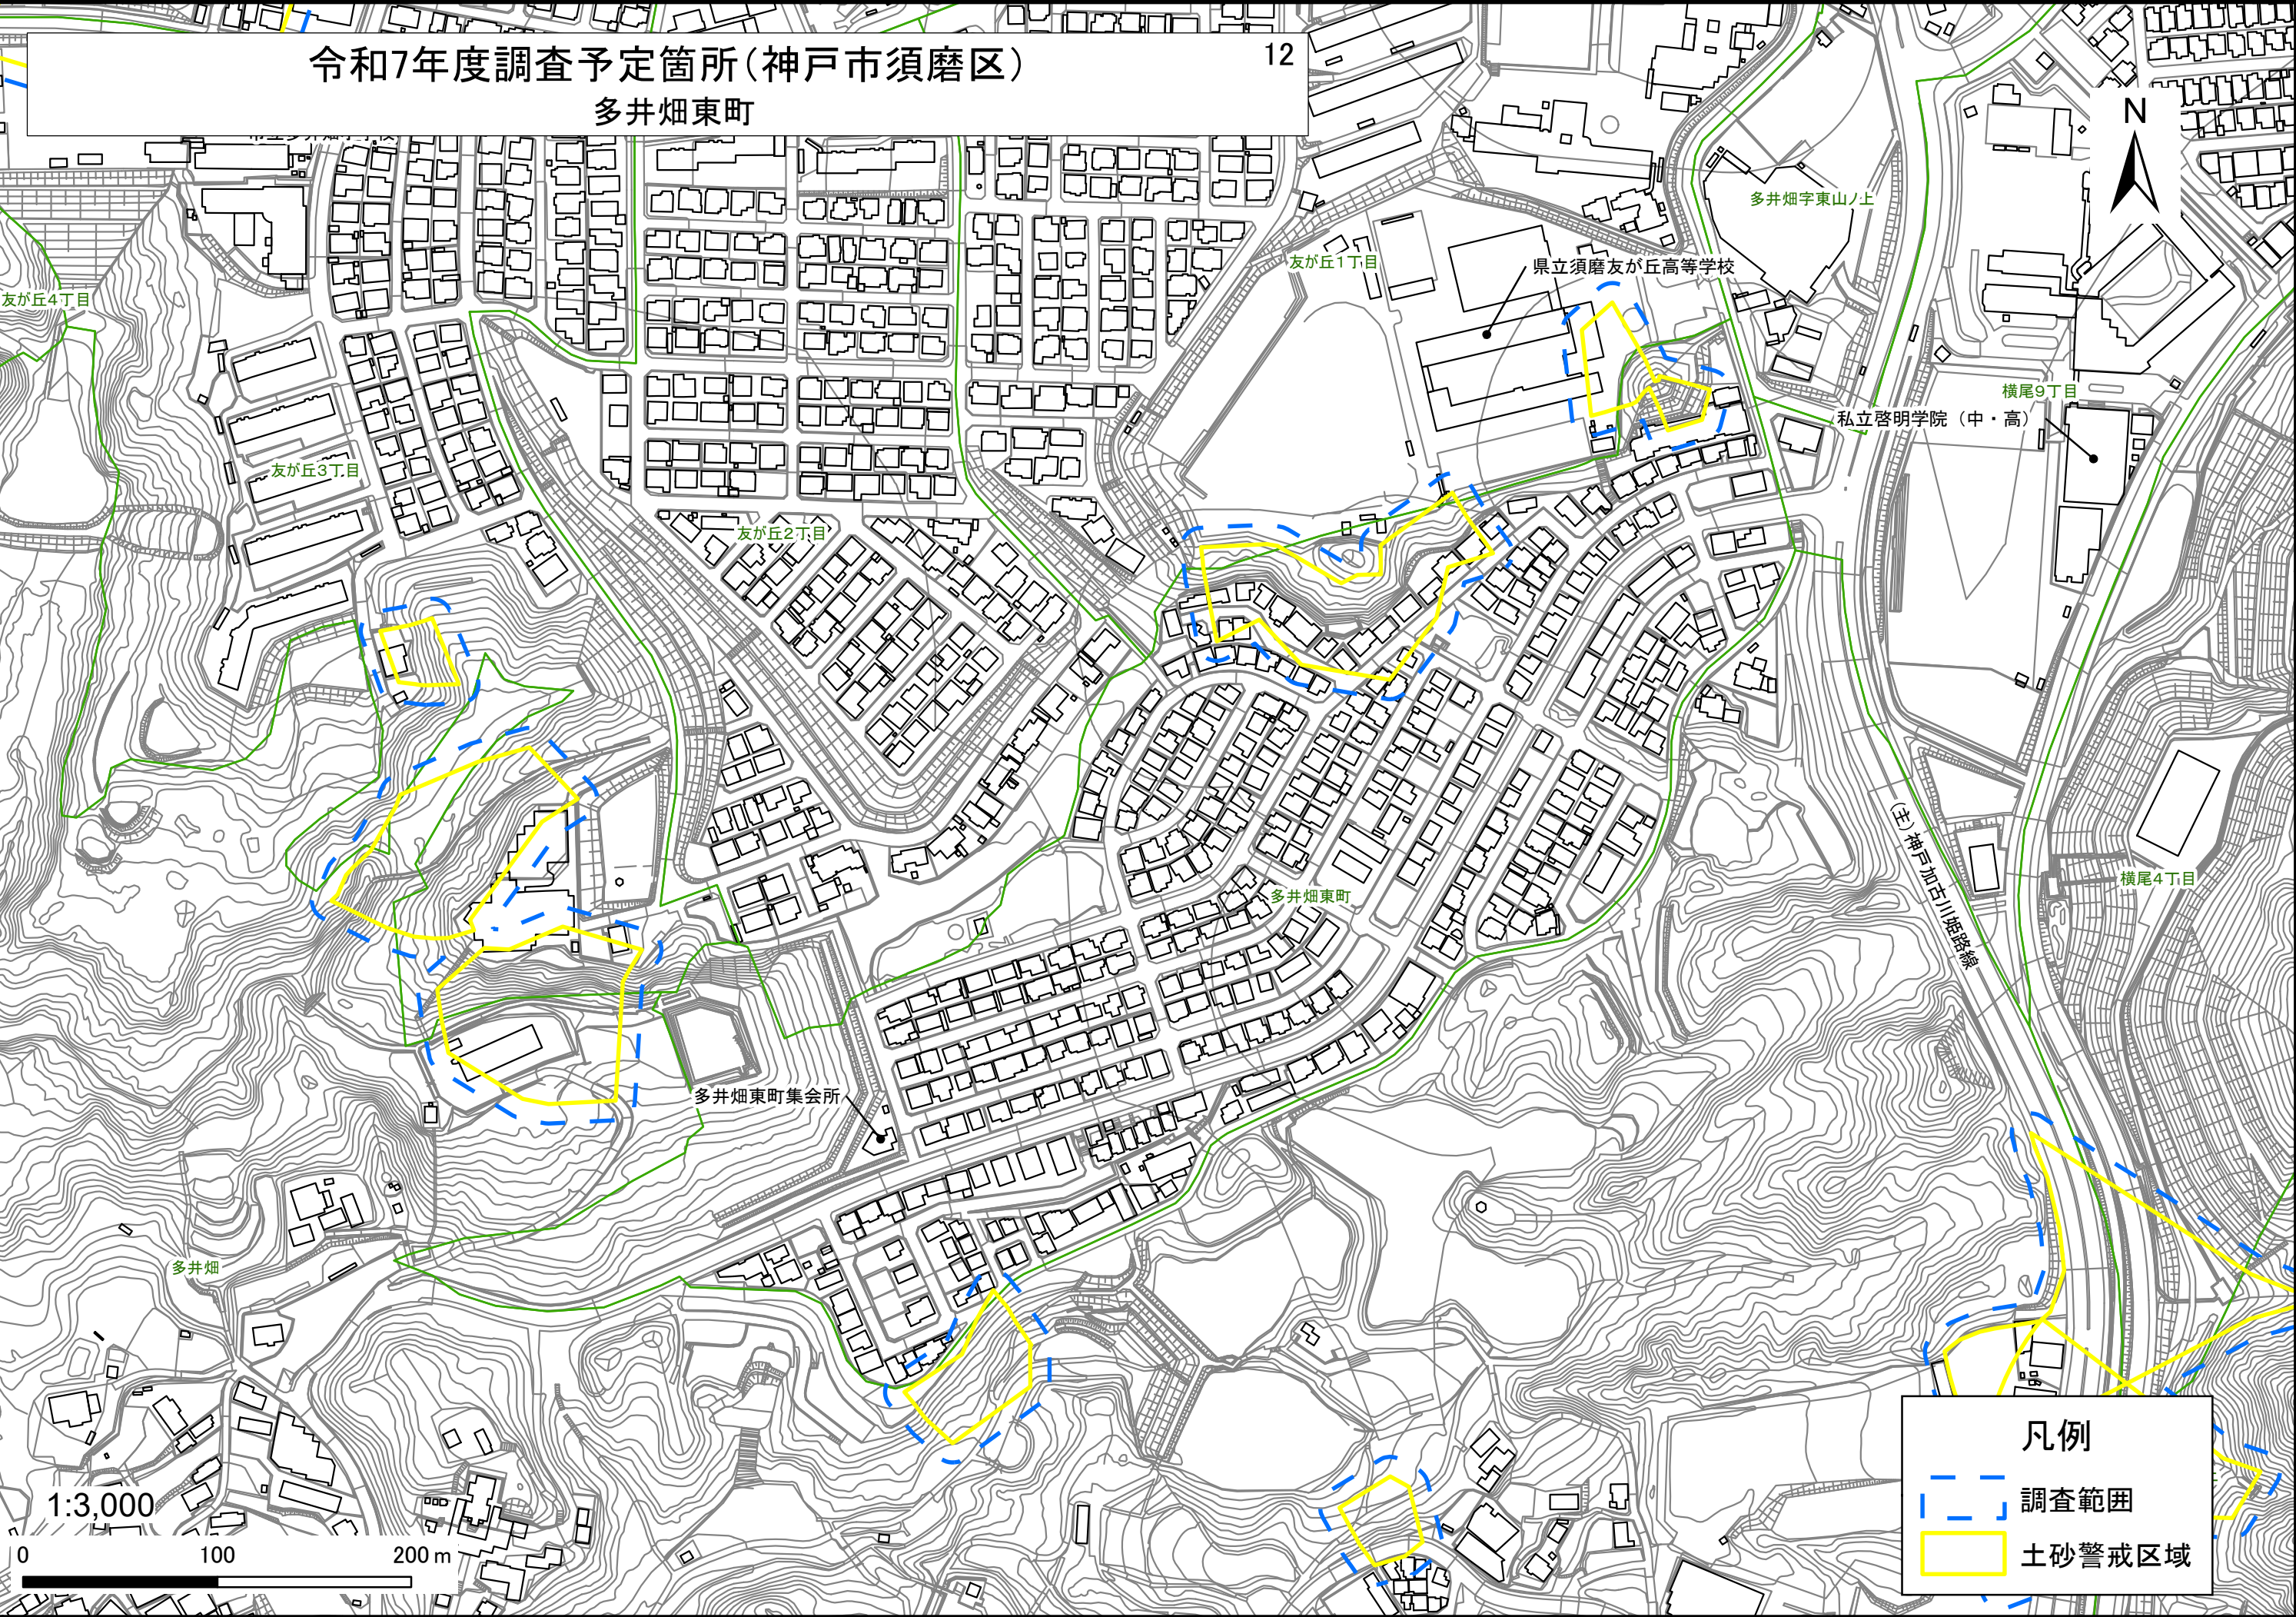 令和7年度調査予定箇所（神戸市須磨区）
12
多井畑東町
N
多井畑字東山ノ上
友が丘1丁目
県立須磨友が丘高等学校
友が丘4丁目
横尾9丁目
私立啓明学院（中・高）
友が丘3丁目
友が丘2丁目
(主)神戸加古川姫路線
横尾4丁目
多井畑東町
多井畑東町集会所
多井畑
凡例
調査範囲
土砂警戒区域
1:3,000
0 100 200 m